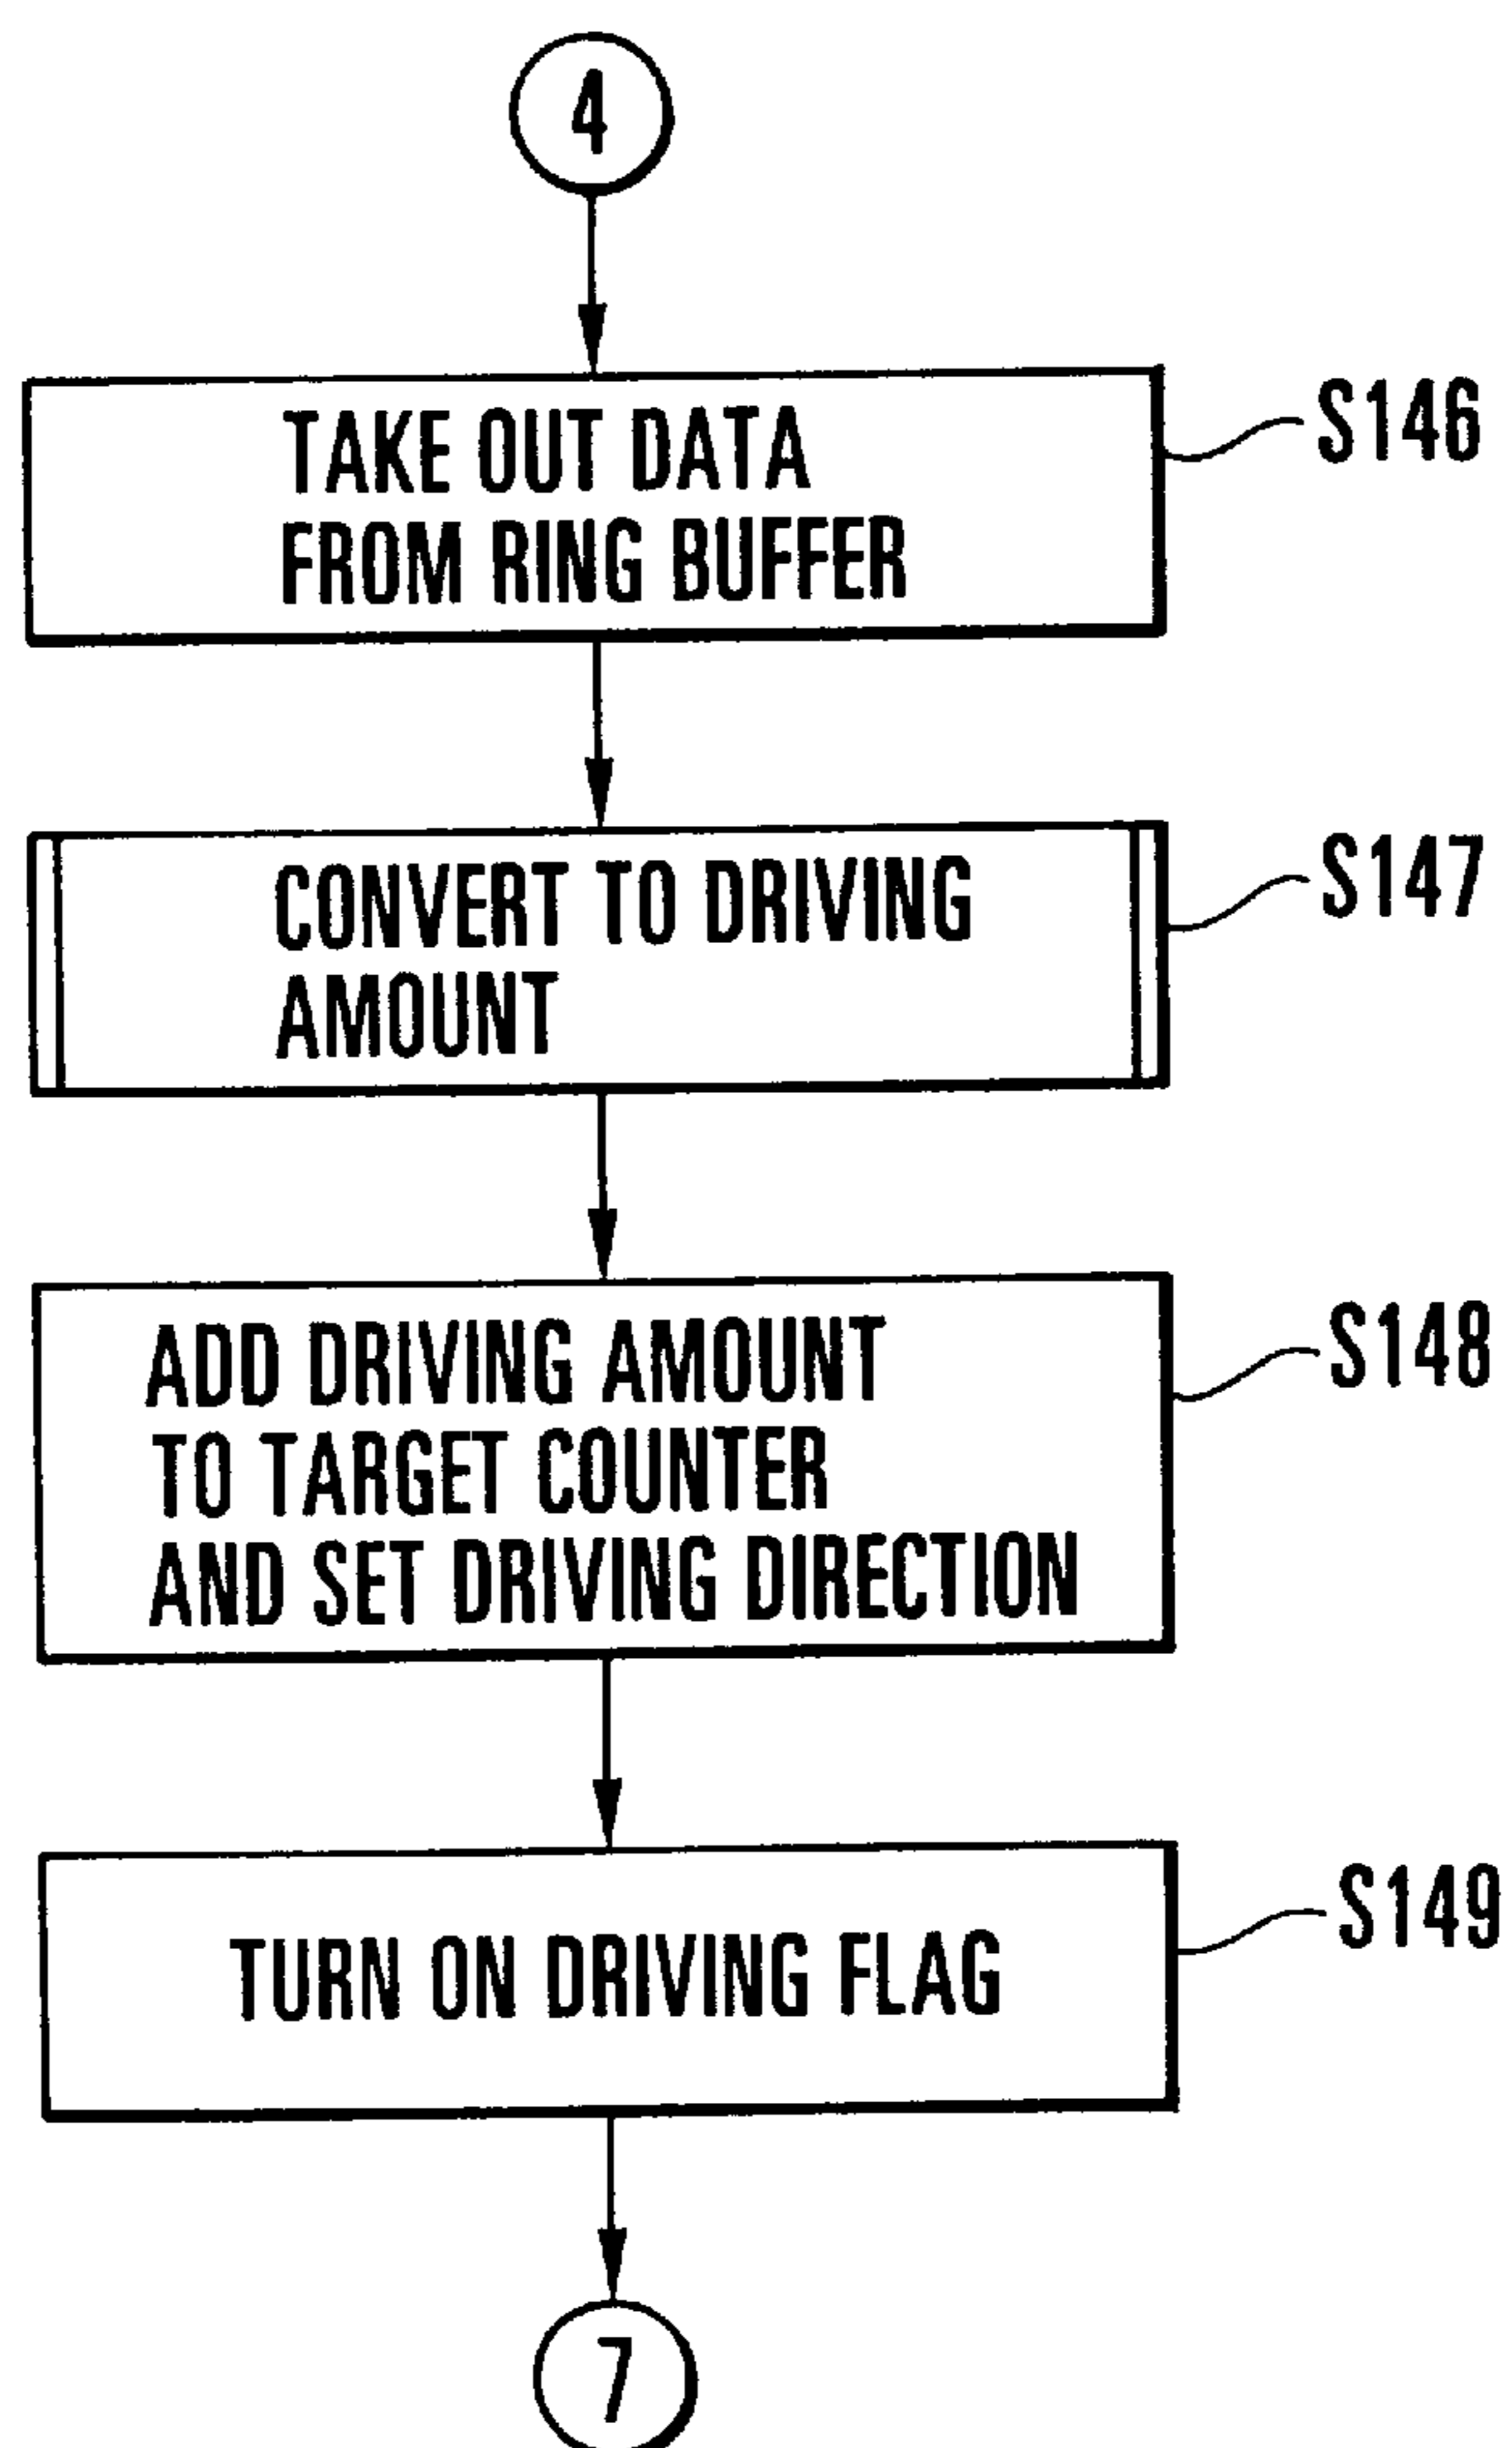 4
TAKE OUT DATA
FROM RING BUFFER
S146
CONVERT TO DRIVING
AMOUNT
S147
ADD DRIVING AMOUNT
TO TARGET COUNTER
AND SET DRIVING DIRECTION
S148
TURN ON DRIVING FLAG
S149
7